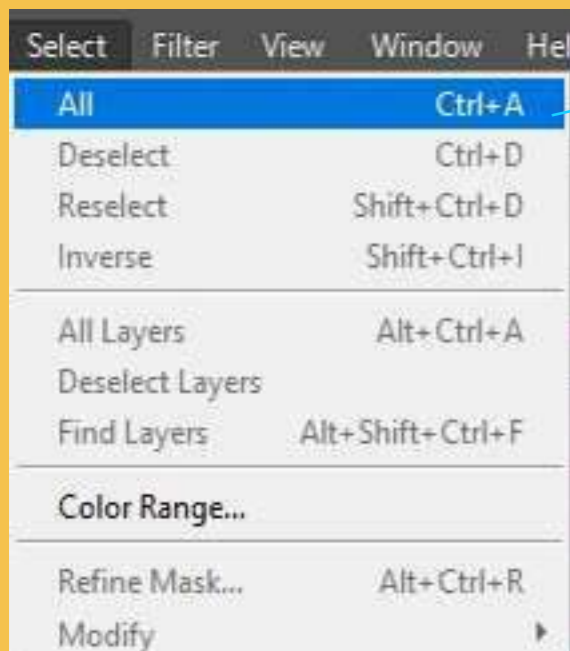 Select Filter View Window Hel
All Ctrl+A
Deselect Ctrl+D
Reselect Shift+Ctrl+D
Inverse Shift+Ctrl+I
All Layers Alt+Ctrl+A
Deselect Layers
Find Layers Alt+Shift+Ctrl+F
Color Range...
Refine Mask... Alt+Ctrl+R
Modify